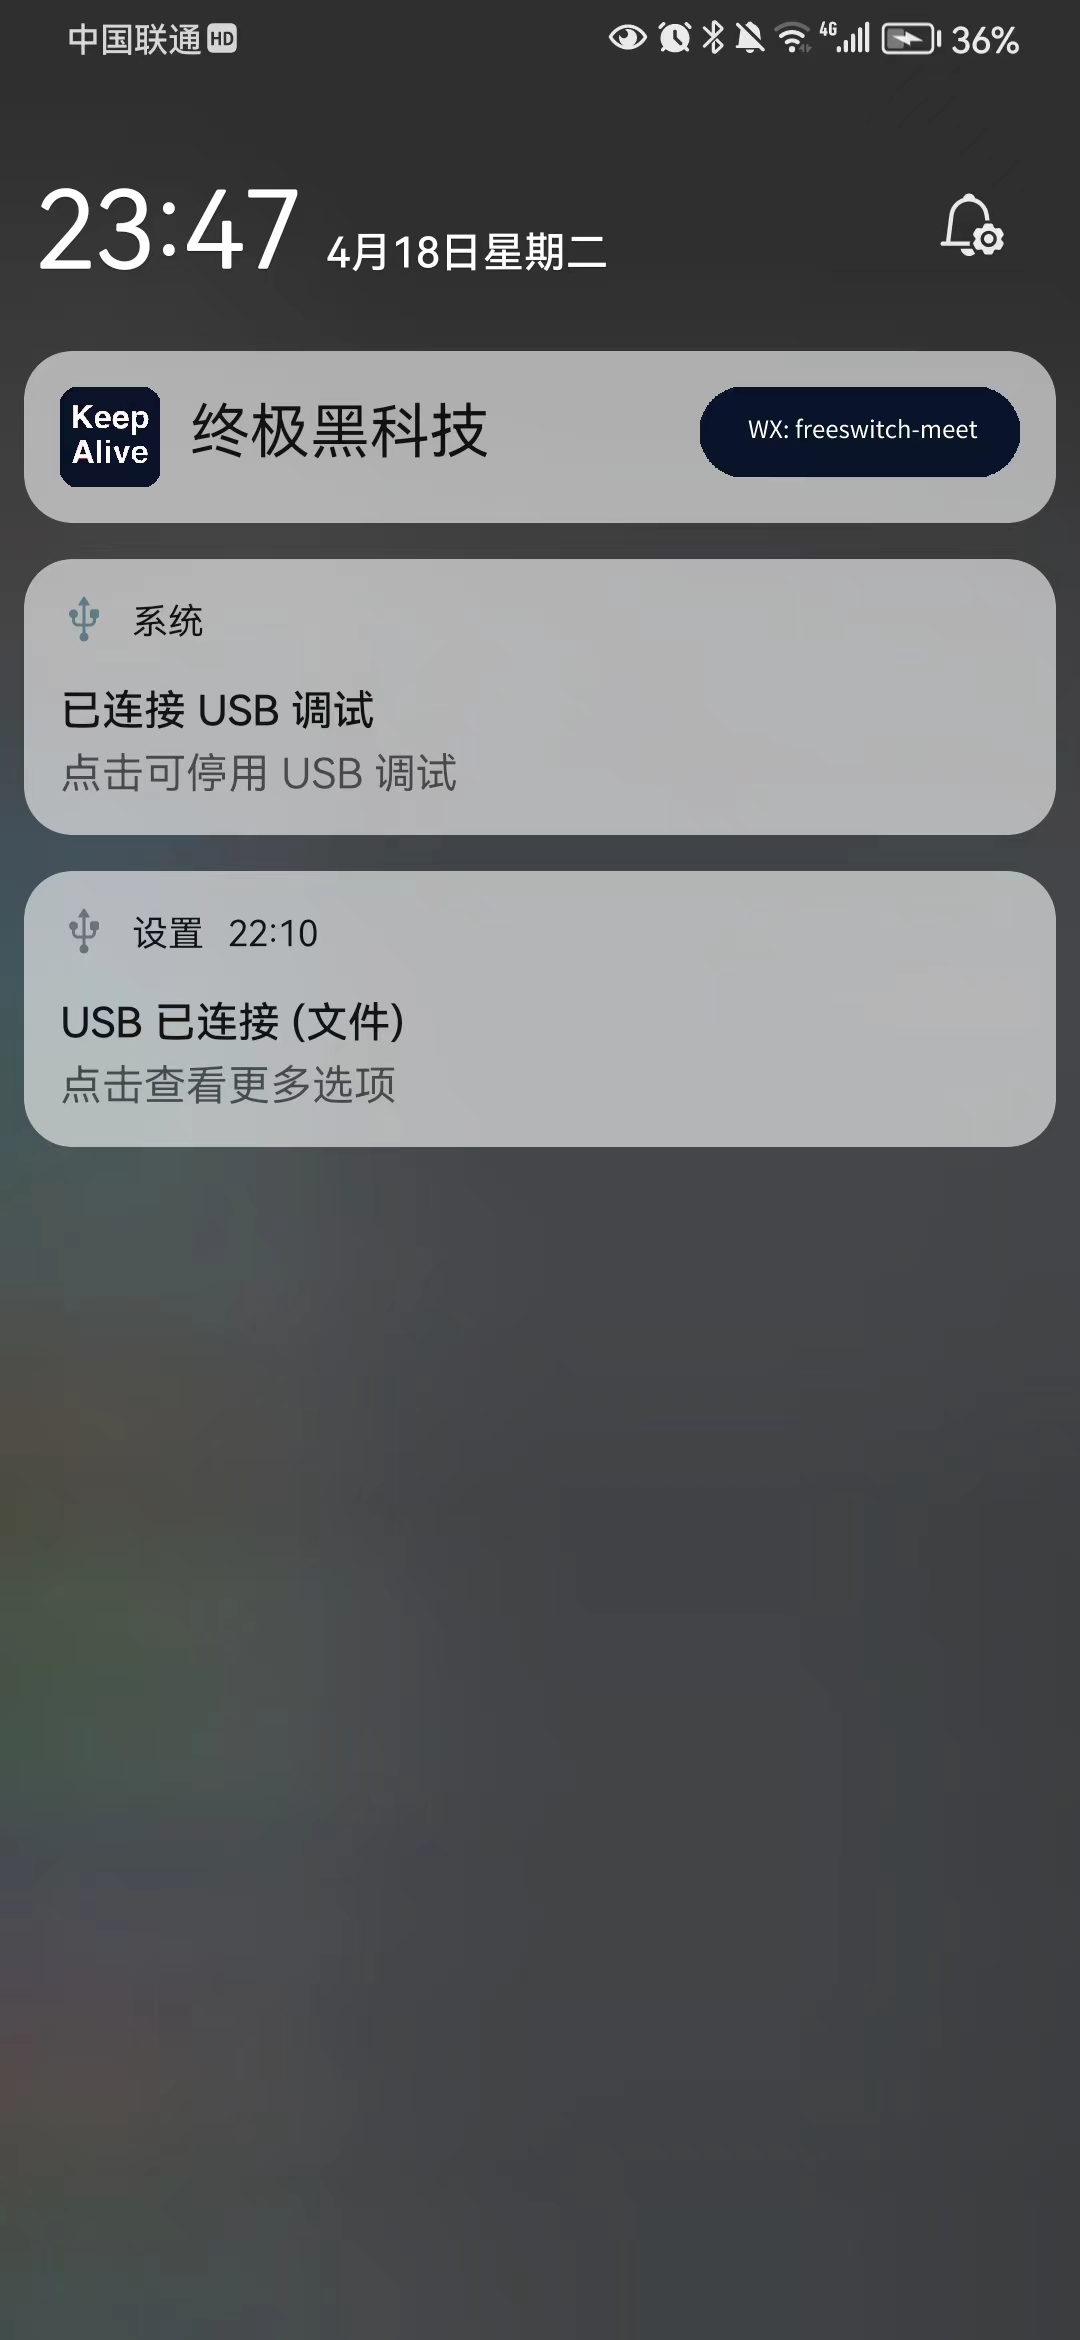 中国联通 HD 4G 36%
23:47 4月18日星期二
Keep
Alive
终极黑科技
WX: freeswitch-meet
系统
已连接 USB 调试
点击可停用 USB 调试
设置 22:10
USB 已连接 (文件)
点击查看更多选项